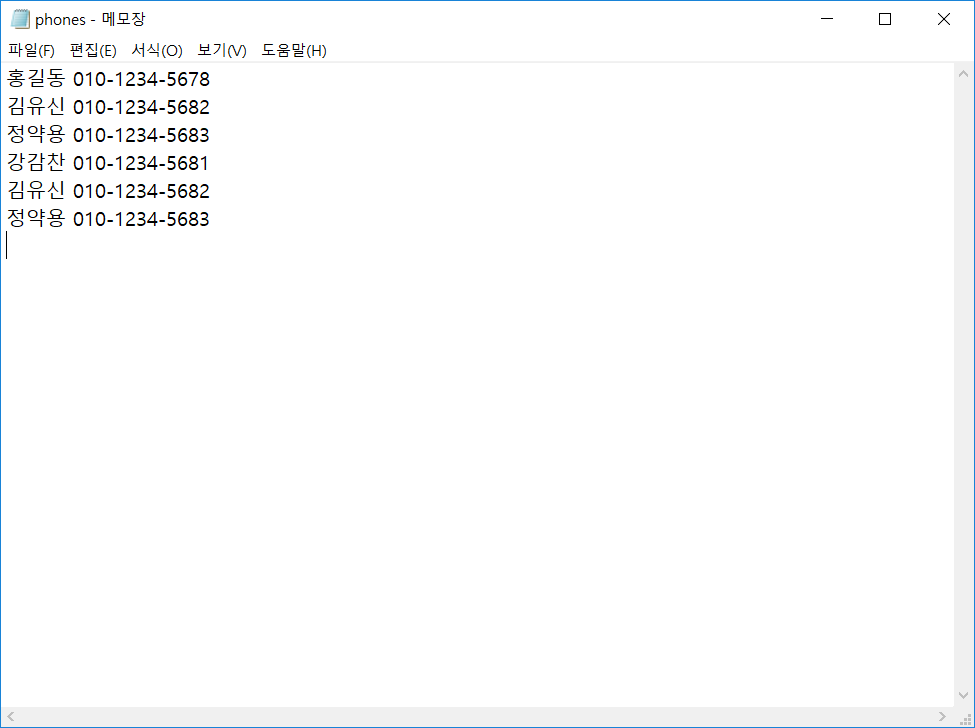 phones - 메모장
파일(F) 편집(E) 서식(O) 보기(V) 도움말(H)
홍길동 010-1234-5678
김유신 010-1234-5682
정약용 010-1234-5683
강감찬 010-1234-5681
김유신 010-1234-5682
정약용 010-1234-5683